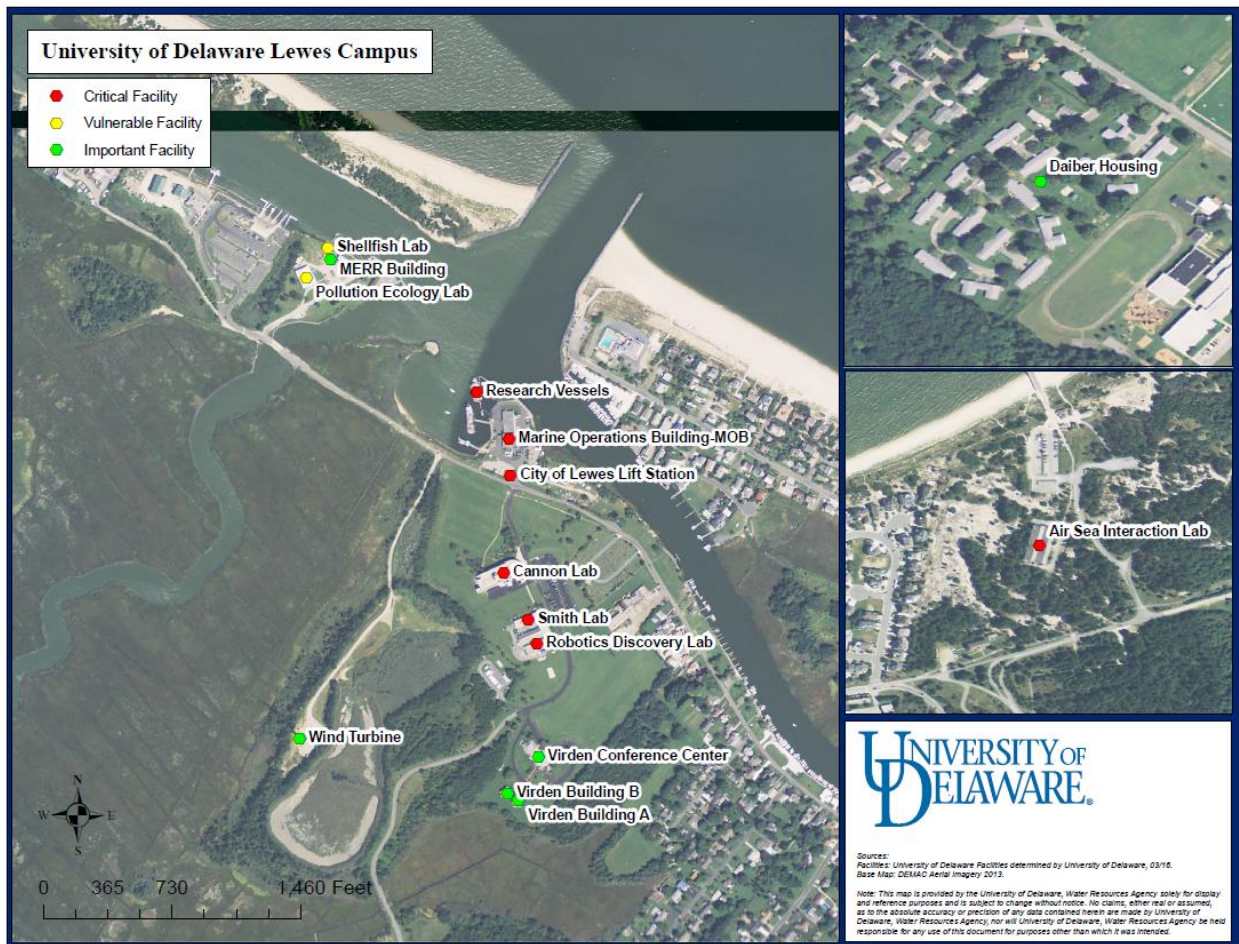 University of Delaware Lewes Campus
Critical Facility
Vulnerable Facility
Important Facility
Shellfish Lab
MERR Building
Pollution Ecology Lab
Research Vessels
Marine Operations Building-MOB
City of Lewes Lift Station
Cannon Lab
Smith Lab
Robotics Discovery Lab
Wind Turbine
Virden Conference Center
Virden Building B
Virden Building A
N
W E
S
0 365 730 1,460 Feet
Daiber Housing
Air Sea Interaction Lab
UNIVERSITY OF
DELAWARE®
Sources:
Facilities: University of Delaware Facilities determined by University of Delaware, 03/16.
Base Map: DEMAC Aerial Imagery 2013.
Note: This map is provided by the University of Delaware, Water Resources Agency solely for display
and reference purposes and is subject to change without notice. No claims, either real or assumed,
as to the absolute accuracy or precision of any data contained herein are made by University of
Delaware, Water Resources Agency, nor will University of Delaware, Water Resources Agency be held
responsible for any use of this document for purposes other than which it was intended.